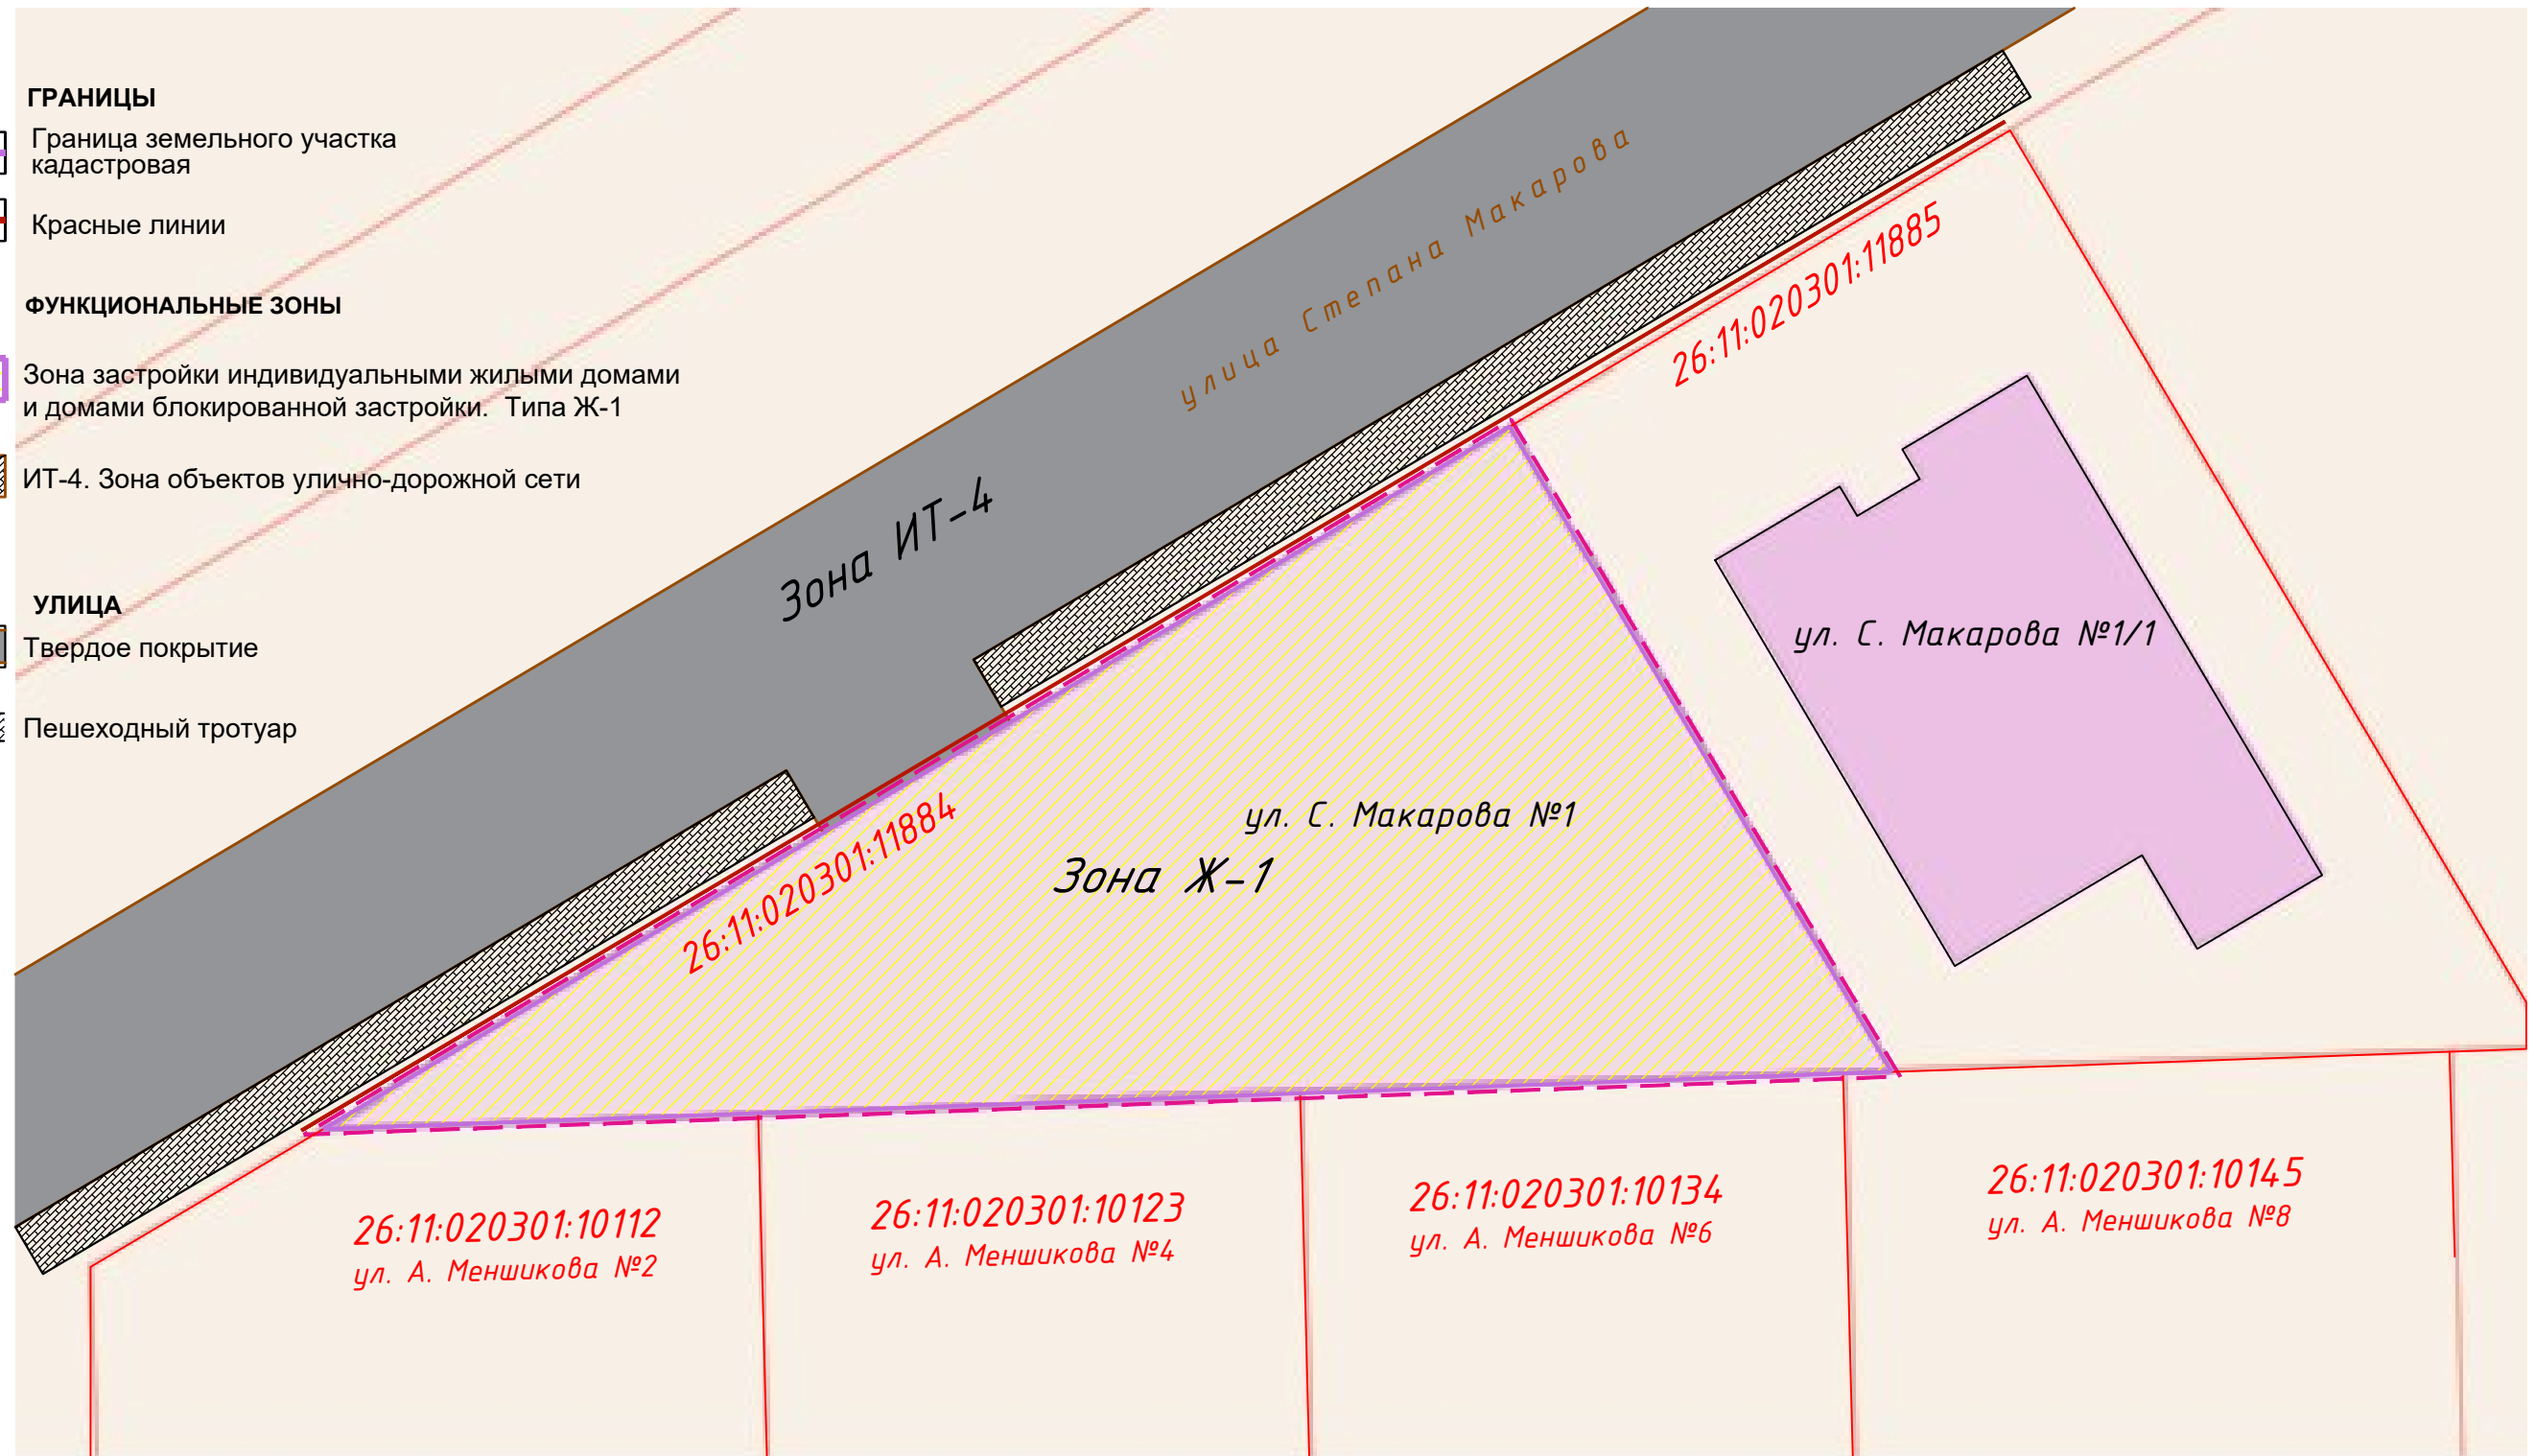 ГРАНИЦЫ
Граница земельного участка
кадастровая
Красные линии
ФУНКЦИОНАЛЬНЫЕ ЗОНЫ
Зона застройки индивидуальными жилыми домами
и домами блокированной застройки. Типа Ж-1
ИТ-4. Зона объектов улично-дорожной сети
УЛИЦА
Твердое покрытие
Пешеходный тротуар
улица Степана Макарова
Зона ИТ-4
26:11:020301:11885
ул. С. Макарова №1/1
26:11:020301:11884
ул. С. Макарова №1
Зона Ж-1
26:11:020301:10112
ул. А. Меншикова №2
26:11:020301:10123
ул. А. Меншикова №4
26:11:020301:10134
ул. А. Меншикова №6
26:11:020301:10145
ул. А. Меншикова №8